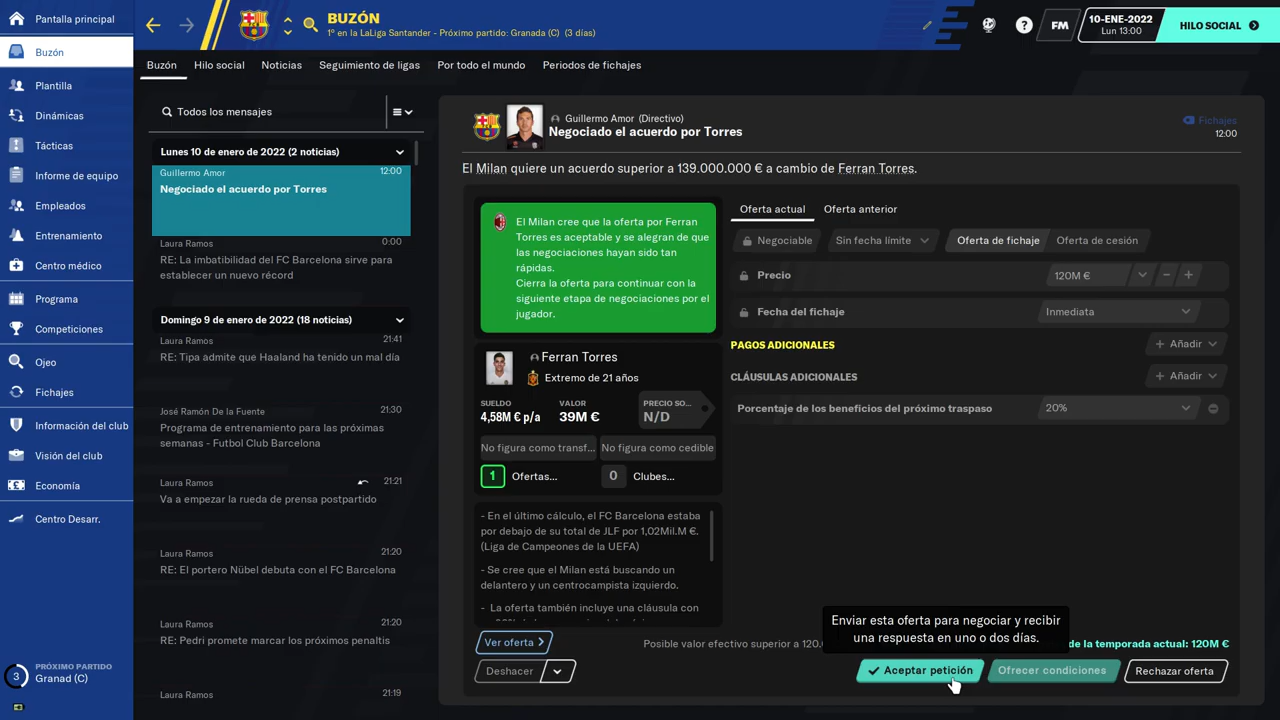 Pantalla principal
Buzón
Plantilla
Dinámicas
Tácticas
Informe de equipo
Empleados
Entrenamiento
Centro médico
Programa
Competiciones
Ojeo
Fichajes
Información del club
Visión del club
Economía
Centro Desarr.
3
PRÓXIMO PARTIDO
Granad (C)
BUZÓN
1º en la LaLiga Santander - Próximo partido: Granada (C) (3 días)
?
FM
10-ENE-2022
Lun 13:00
HILO SOCIAL
Buzón
Hilo social
Noticias
Seguimiento de ligas
Por todo el mundo
Periodos de fichajes
Todos los mensajes
Lunes 10 de enero de 2022 (2 noticias)
Guillermo Amor 12:00
Negociado el acuerdo por Torres
Laura Ramos 0:00
RE: La imbatibilidad del FC Barcelona sirve para
establecer un nuevo récord
Domingo 9 de enero de 2022 (18 noticias)
Laura Ramos 21:41
RE: Tipa admite que Haaland ha tenido un mal día
José Ramón De la Fuente 21:30
Programa de entrenamiento para las próximas
semanas - Futbol Club Barcelona
Laura Ramos 21:21
Va a empezar la rueda de prensa postpartido
Laura Ramos 21:20
RE: El portero Nübel debuta con el FC Barcelona
Laura Ramos 21:20
RE: Pedri promete marcar los próximos penaltis
Laura Ramos 21:19
Guillermo Amor (Directivo)
Negociado el acuerdo por Torres
Fichajes
12:00
El Milan quiere un acuerdo superior a 139.000.000 € a cambio de Ferran Torres.
El Milan cree que la oferta por Ferran
Torres es aceptable y se alegran de que
las negociaciones hayan sido tan
rápidas.
Cierra la oferta para continuar con la
siguiente etapa de negociaciones por el
jugador.
Ferran Torres
Extremo de 21 años
SUELDO VALOR PRECIO SO...
4,58M € p/a 39M € N/D
No figura como transf... No figura como cedible
1 Ofertas... 0 Clubes...
- En el último cálculo, el FC Barcelona estaba
por debajo de su total de JLF por 1,02Mil.M €.
(Liga de Campeones de la UEFA)
- Se cree que el Milan está buscando un
delantero y un centrocampista izquierdo.
- La oferta también incluye una cláusula con
Ver oferta
Deshacer
Oferta actual Oferta anterior
Negociable Sin fecha límite Oferta de fichaje Oferta de cesión
Precio 120M €
Fecha del fichaje Inmediata
PAGOS ADICIONALES Añadir
CLÁUSULAS ADICIONALES Añadir
Porcentaje de los beneficios del próximo traspaso 20%
Enviar esta oferta para negociar y recibir
una respuesta en uno o dos días.
Posible valor efectivo superior a 120. de la temporada actual: 120M €
Aceptar petición Ofrecer condiciones Rechazar oferta